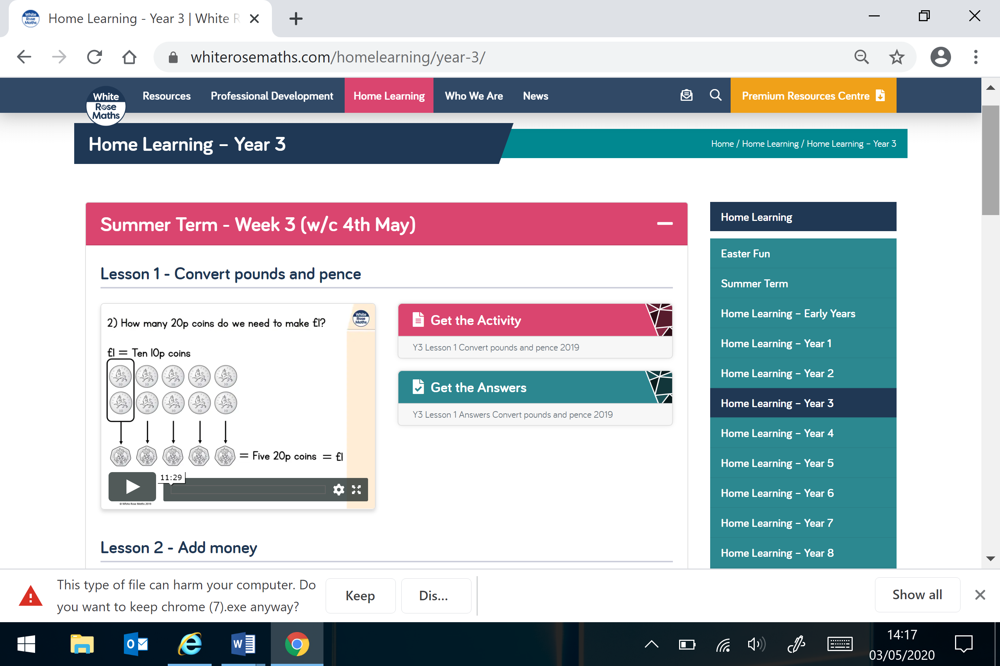 Home Learning - Year 3 | White R
whiterosemaths.com/homelearning/year-3/
White
Rose
Maths
Resources
Professional Development
Home Learning
Who We Are
News
Premium Resources Centre
Home Learning – Year 3
Home / Home Learning / Home Learning – Year 3
Summer Term - Week 3 (w/c 4th May)
Lesson 1 - Convert pounds and pence
2) How many 20p coins do we need to make £1?
White
Rose
Maths
£1 = Ten 10p coins
= Five 20p coins = £1
11:29
© White Rose Maths 2019
Get the Activity
Y3 Lesson 1 Convert pounds and pence 2019
Get the Answers
Y3 Lesson 1 Answers Convert pounds and pence 2019
Lesson 2 - Add money
Home Learning
Easter Fun
Summer Term
Home Learning – Early Years
Home Learning – Year 1
Home Learning – Year 2
Home Learning – Year 3
Home Learning – Year 4
Home Learning – Year 5
Home Learning – Year 6
Home Learning – Year 7
Home Learning – Year 8
This type of file can harm your computer. Do
you want to keep chrome (7).exe anyway?
Keep
Dis...
Show all
14:17
03/05/2020